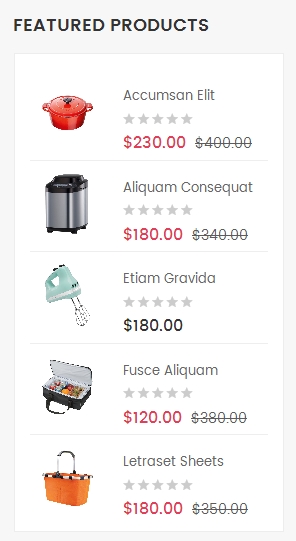 FEATURED PRODUCTS
Accumsan Elit
$230.00 $400.00
Aliquam Consequat
$180.00 $340.00
Etiam Gravida
$180.00
Fusce Aliquam
$120.00 $380.00
Letraset Sheets
$180.00 $350.00